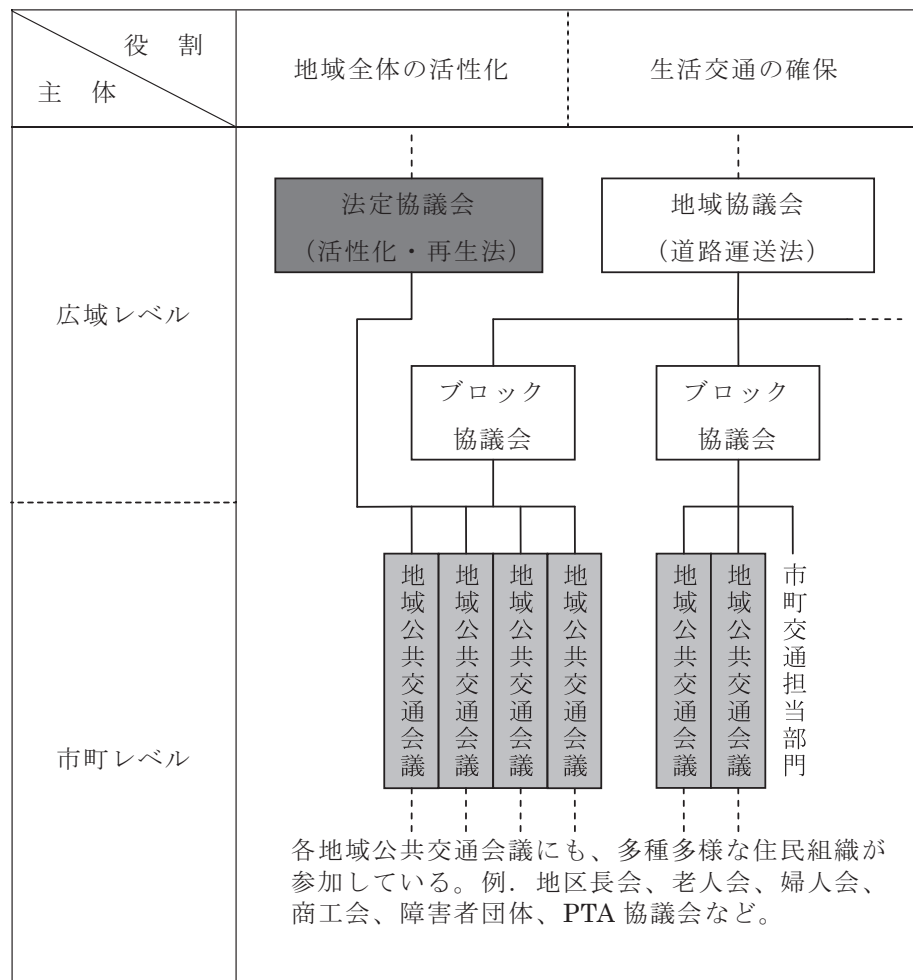 役 割
主 体
地域全体の活性化
生活交通の確保
広域レベル
法定協議会
（活性化・再生法）
地域協議会
（道路運送法）
ブロック
協議会
ブロック
協議会
市町レベル
地域公共交通会議
地域公共交通会議
地域公共交通会議
地域公共交通会議
地域公共交通会議
地域公共交通会議
市町交通担当部門
各地域公共交通会議にも、多種多様な住民組織が
参加している。例．地区長会、老人会、婦人会、
商工会、障害者団体、PTA 協議会など。